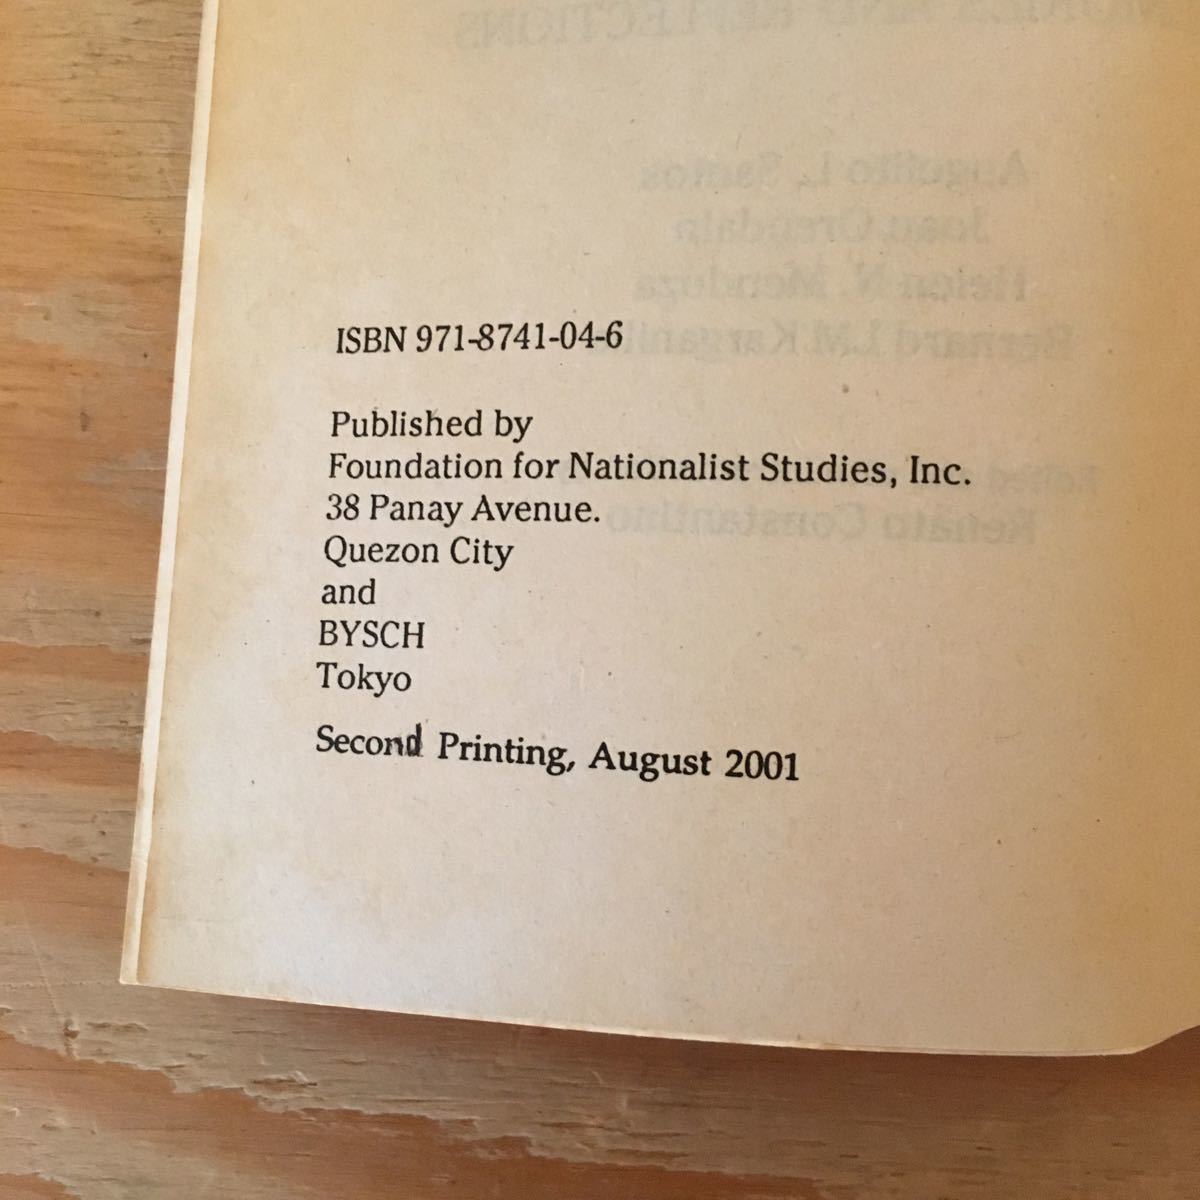 ISBN 971-8741-04-6
Published by
Foundation for Nationalist Studies, Inc.
38 Panay Avenue.
Quezon City
and
BYSCH
Tokyo
Second Printing, August 2001